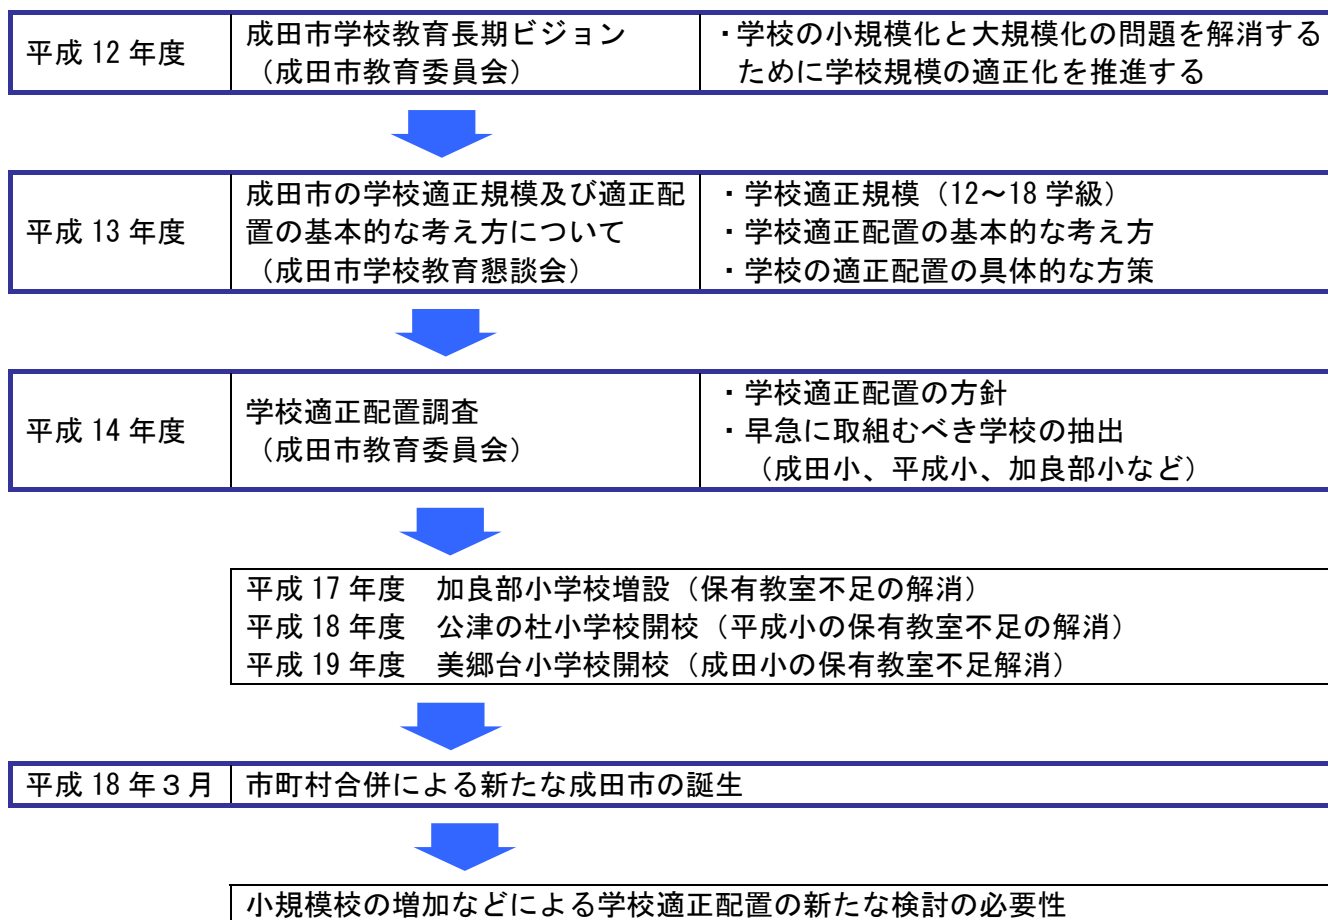 平成 12 年度
成田市学校教育長期ビジョン
（成田市教育委員会）
・学校の小規模化と大規模化の問題を解消する
ために学校規模の適正化を推進する
平成 13 年度
成田市の学校適正規模及び適正配
置の基本的な考え方について
（成田市学校教育懇談会）
・学校適正規模（12～18 学級）
・学校適正配置の基本的な考え方
・学校の適正配置の具体的な方策
平成 14 年度
学校適正配置調査
（成田市教育委員会）
・学校適正配置の方針
・早急に取組むべき学校の抽出
（成田小、平成小、加良部小など）
平成 17 年度　加良部小学校増設（保有教室不足の解消）
平成 18 年度　公津の杜小学校開校（平成小の保有教室不足の解消）
平成 19 年度　美郷台小学校開校（成田小の保有教室不足解消）
平成 18 年３月
市町村合併による新たな成田市の誕生
小規模校の増加などによる学校適正配置の新たな検討の必要性